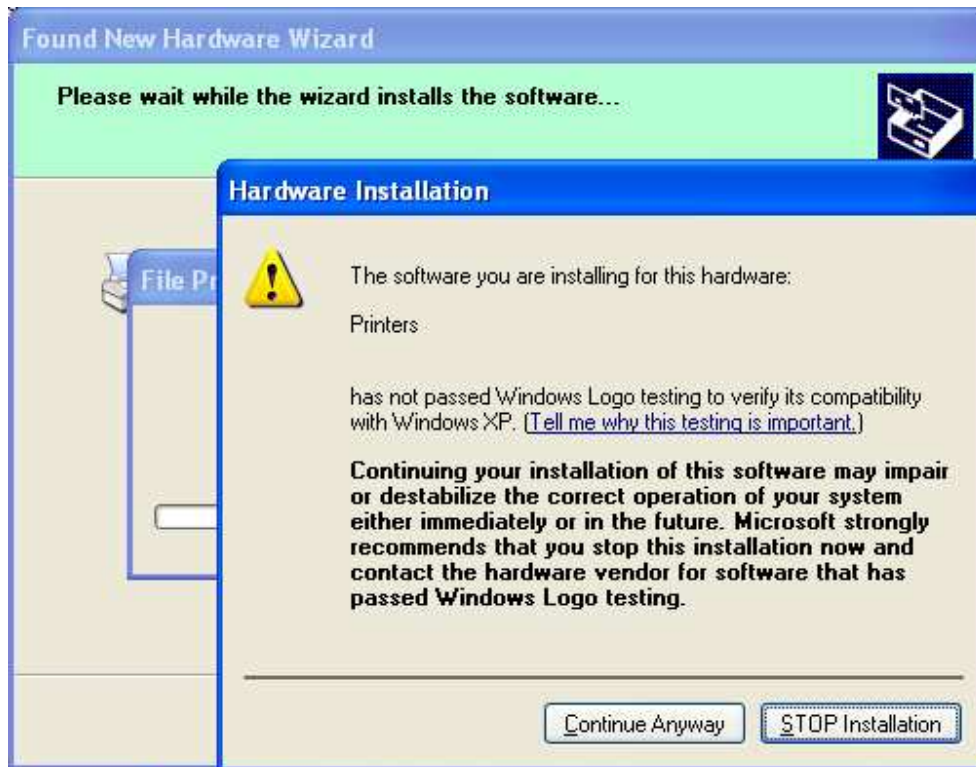 Found New Hardware Wizard
Please wait while the wizard installs the software...
Hardware Installation
File Pr
The software you are installing for this hardware:
Printers
has not passed Windows Logo testing to verify its compatibility
with Windows XP. (Tell me why this testing is important.)
Continuing your installation of this software may impair
or destabilize the correct operation of your system
either immediately or in the future. Microsoft strongly
recommends that you stop this installation now and
contact the hardware vendor for software that has
passed Windows Logo testing.
Continue Anyway
STOP Installation